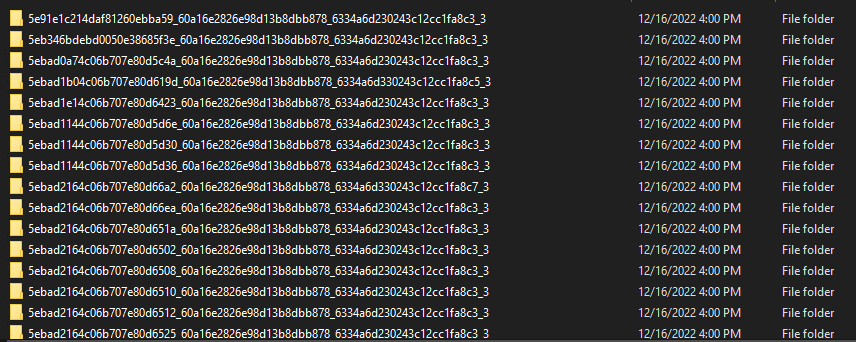 5e91e1c214daf81260ebba59_60a16e2826e98d13b8dbb878_6334a6d230243c12cc1fa8c3_3 12/16/2022 4:00 PM File folder
5eb346bdebd0050e38685f3e_60a16e2826e98d13b8dbb878_6334a6d230243c12cc1fa8c3_3 12/16/2022 4:00 PM File folder
5ebad0a74c06b707e80d5c4a_60a16e2826e98d13b8dbb878_6334a6d230243c12cc1fa8c3_3 12/16/2022 4:00 PM File folder
5ebad1b04c06b707e80d619d_60a16e2826e98d13b8dbb878_6334a6d330243c12cc1fa8c5_3 12/16/2022 4:00 PM File folder
5ebad1e14c06b707e80d6423_60a16e2826e98d13b8dbb878_6334a6d230243c12cc1fa8c3_3 12/16/2022 4:00 PM File folder
5ebad1144c06b707e80d5d6e_60a16e2826e98d13b8dbb878_6334a6d230243c12cc1fa8c3_3 12/16/2022 4:00 PM File folder
5ebad1144c06b707e80d5d30_60a16e2826e98d13b8dbb878_6334a6d230243c12cc1fa8c3_3 12/16/2022 4:00 PM File folder
5ebad1144c06b707e80d5d36_60a16e2826e98d13b8dbb878_6334a6d230243c12cc1fa8c3_3 12/16/2022 4:00 PM File folder
5ebad2164c06b707e80d66a2_60a16e2826e98d13b8dbb878_6334a6d330243c12cc1fa8c7_3 12/16/2022 4:00 PM File folder
5ebad2164c06b707e80d66ea_60a16e2826e98d13b8dbb878_6334a6d230243c12cc1fa8c3_3 12/16/2022 4:00 PM File folder
5ebad2164c06b707e80d651a_60a16e2826e98d13b8dbb878_6334a6d230243c12cc1fa8c3_3 12/16/2022 4:00 PM File folder
5ebad2164c06b707e80d6502_60a16e2826e98d13b8dbb878_6334a6d230243c12cc1fa8c3_3 12/16/2022 4:00 PM File folder
5ebad2164c06b707e80d6508_60a16e2826e98d13b8dbb878_6334a6d230243c12cc1fa8c3_3 12/16/2022 4:00 PM File folder
5ebad2164c06b707e80d6510_60a16e2826e98d13b8dbb878_6334a6d230243c12cc1fa8c3_3 12/16/2022 4:00 PM File folder
5ebad2164c06b707e80d6512_60a16e2826e98d13b8dbb878_6334a6d230243c12cc1fa8c3_3 12/16/2022 4:00 PM File folder
5ebad2164c06b707e80d6525_60a16e2826e98d13b8dbb878_6334a6d230243c12cc1fa8c3_3 12/16/2022 4:00 PM File folder